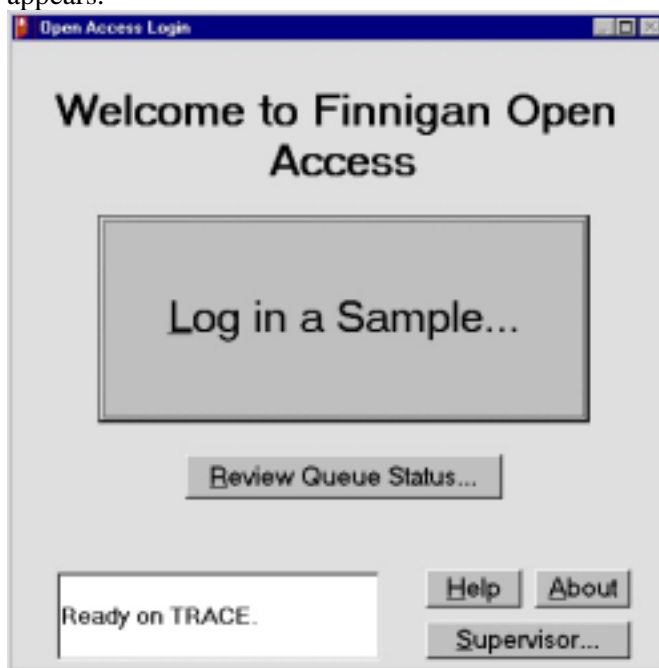 appears.
Open Access Login
Welcome to Finnigan Open
Access
Log in a Sample...
Review Queue Status...
Help
About
Ready on TRACE.
Supervisor...